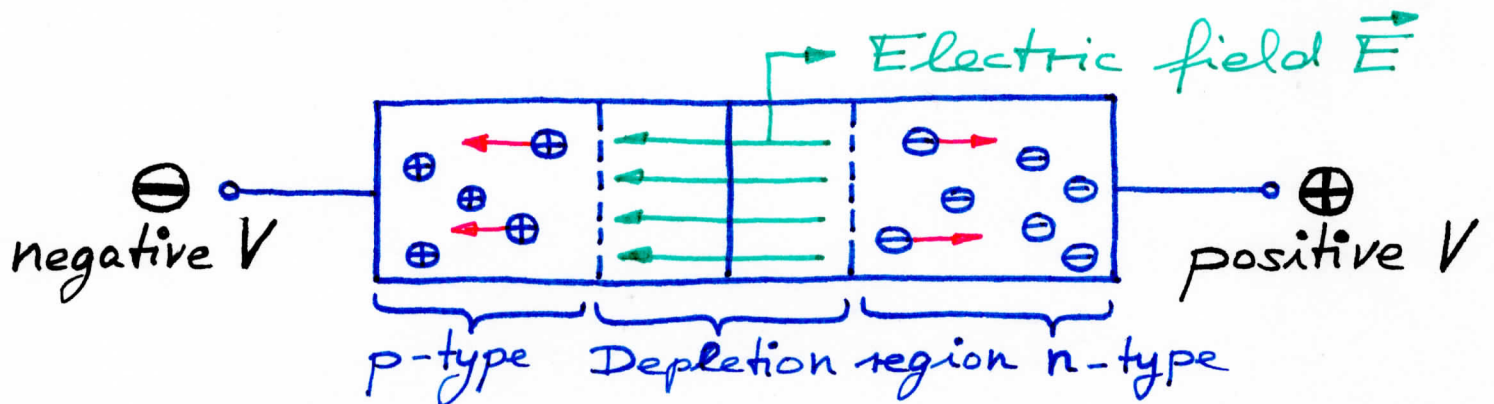 Electric field E
negative V
positive V
p-type Depletion region n-type